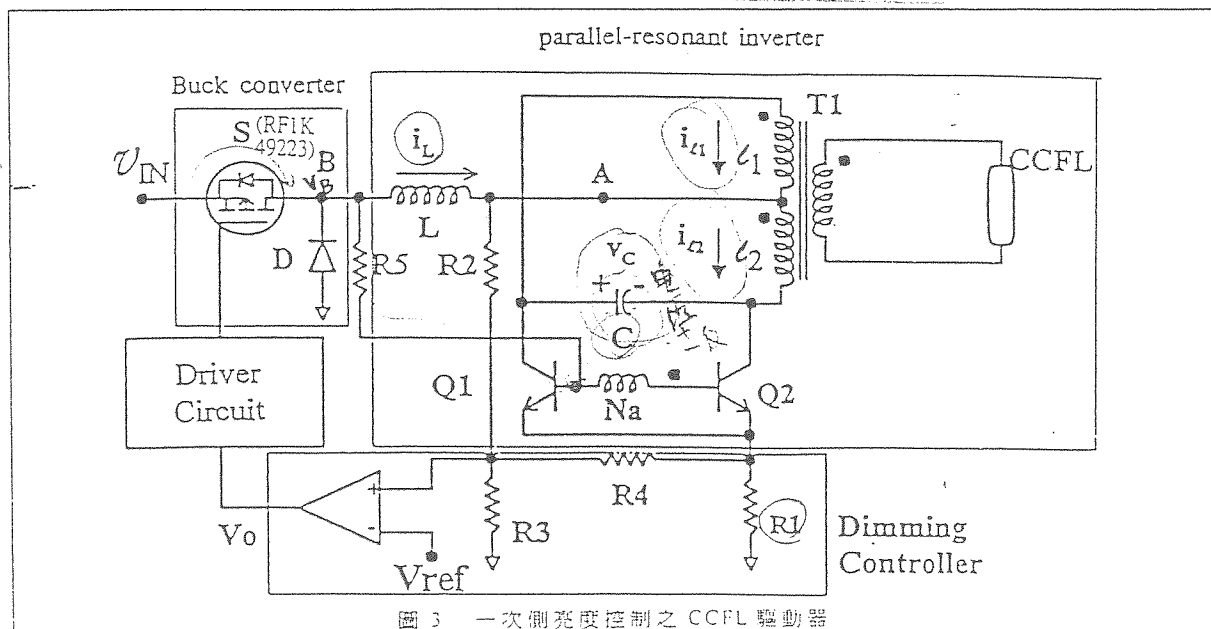 parallel-resonant inverter
Buck converter
S (RF1K
49223)
B
V_IN
i_L
L
A
i_ℓ1
ℓ1
T1
CCFL
D
R5
R2
v_C
+ -
C
i_ℓ2
ℓ2
Driver
Circuit
Q1
Na
Q2
R4
+
-
Vo
Vref
R3
R1
Dimming
Controller
圖 3 一次側亮度控制之 CCFL 驅動器